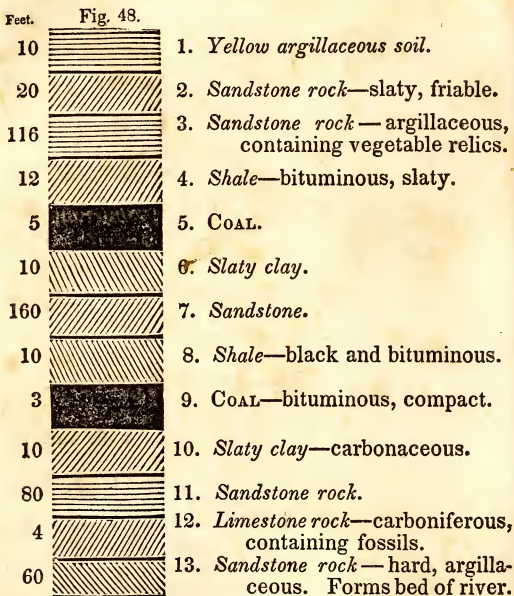 Feet. Fig. 48.
10 1. Yellow argillaceous soil.
20 2. Sandstone rock—slaty, friable.
116 3. Sandstone rock—argillaceous,
containing vegetable relics.
12 4. Shale—bituminous, slaty.
5 5. COAL.
10 6. Slaty clay.
160 7. Sandstone.
10 8. Shale—black and bituminous.
3 9. COAL—bituminous, compact.
10 10. Slaty clay—carbonaceous.
80 11. Sandstone rock.
4 12. Limestone rock—carboniferous,
containing fossils.
60 13. Sandstone rock—hard, argilla-
ceous. Forms bed of river.